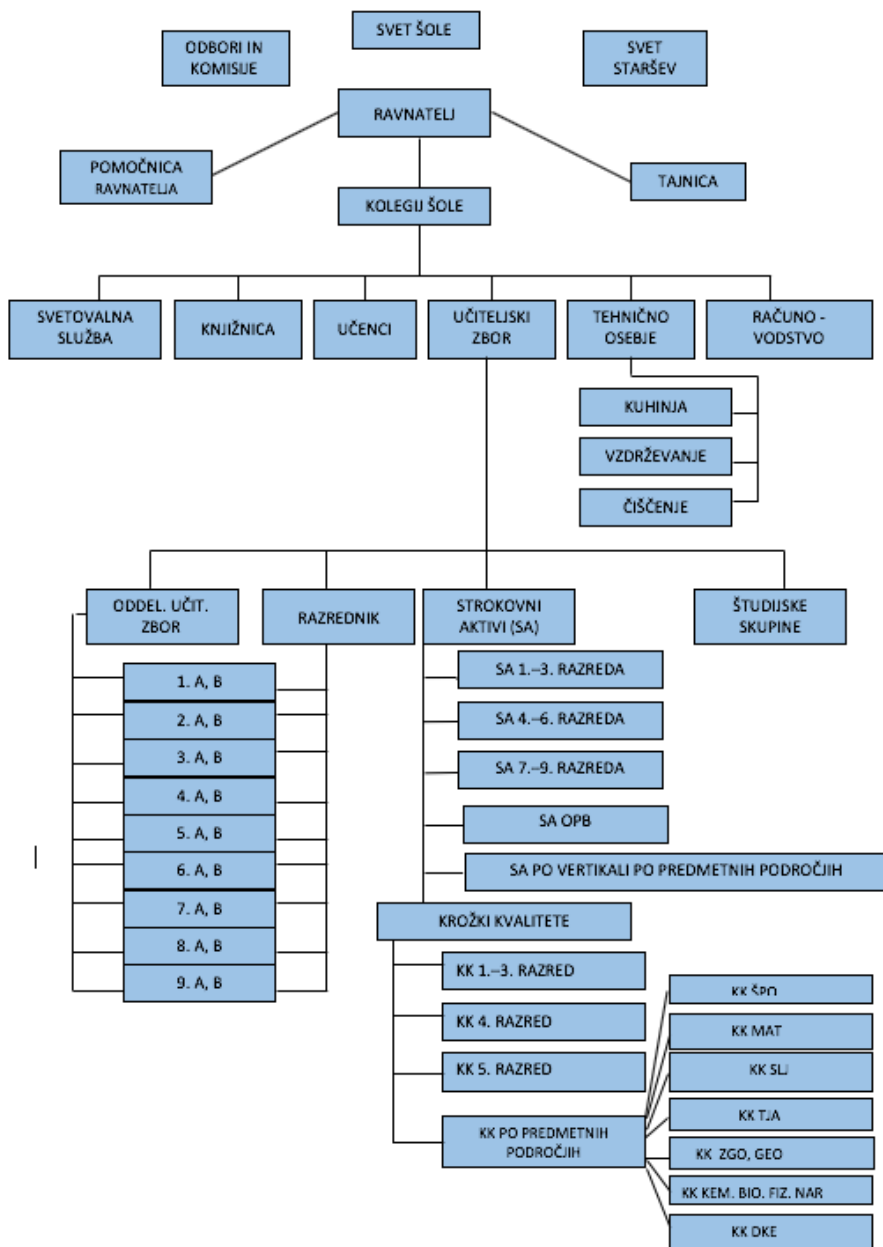 SVET ŠOLE
ODBORI IN
KOMISIJE
SVET
STARŠEV
RAVNATELJ
POMOČNICA
RAVNATELJA
TAJNICA
KOLEGIJ ŠOLE
SVETOVALNA
SLUŽBA
KNJIŽNICA
UČENCI
UČITELJSKI
ZBOR
TEHNIČNO
OSEBJE
RAČUNO -
VODSTVO
KUHINJA
VZDRŽEVANJE
ČIŠČENJE
ODDEL. UČIT.
ZBOR
RAZREDNIK
STROKOVNI
AKTIVI (SA)
ŠTUDIJSKE
SKUPINE
1. A, B
2. A, B
3. A, B
4. A, B
5. A, B
6. A, B
7. A, B
8. A, B
9. A, B
SA 1.–3. RAZREDA
SA 4.–6. RAZREDA
SA 7.–9. RAZREDA
SA OPB
SA PO VERTIKALI PO PREDMETNIH PODROČJIH
KROŽKI KVALITETE
KK 1.–3. RAZRED
KK 4. RAZRED
KK 5. RAZRED
KK PO PREDMETNIH
PODROČJIH
KK ŠPO
KK MAT
KK SLJ
KK TJA
KK ZGO, GEO
KK KEM. BIO. FIZ. NAR
KK DKE